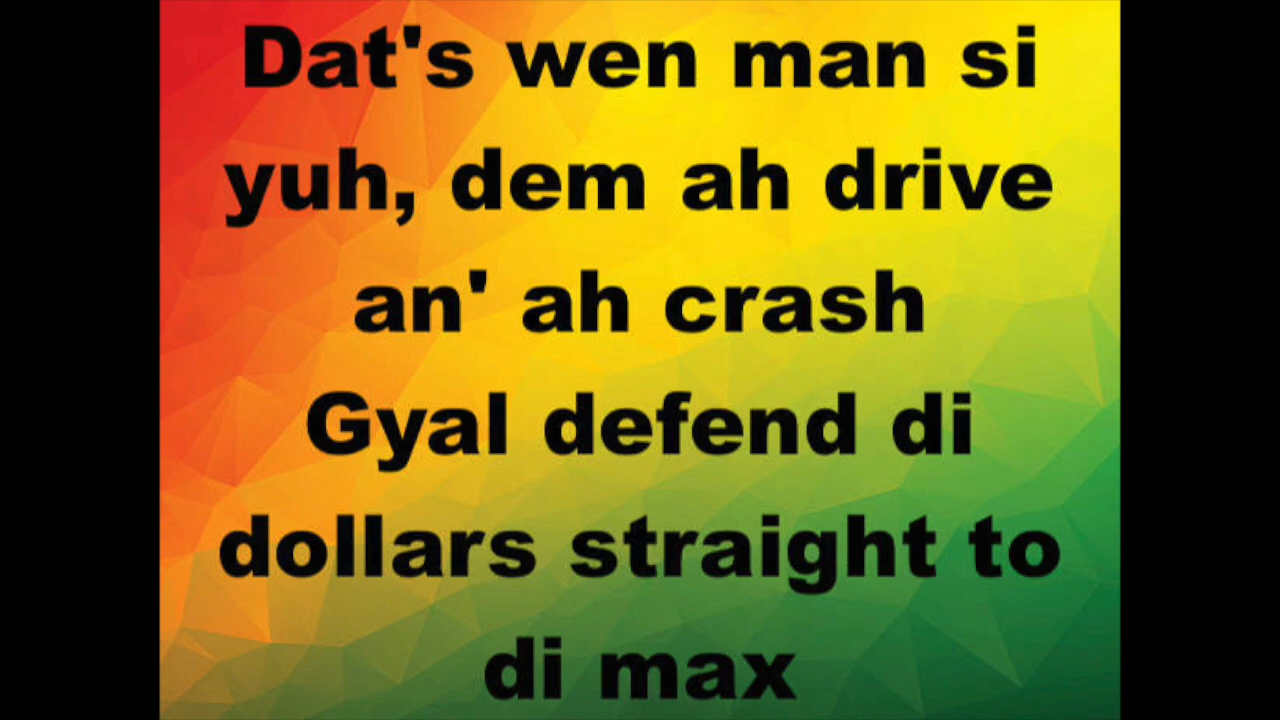 Dat's wen man si
yuh, dem ah drive
an' ah crash
Gyal defend di
dollars straight to
di max